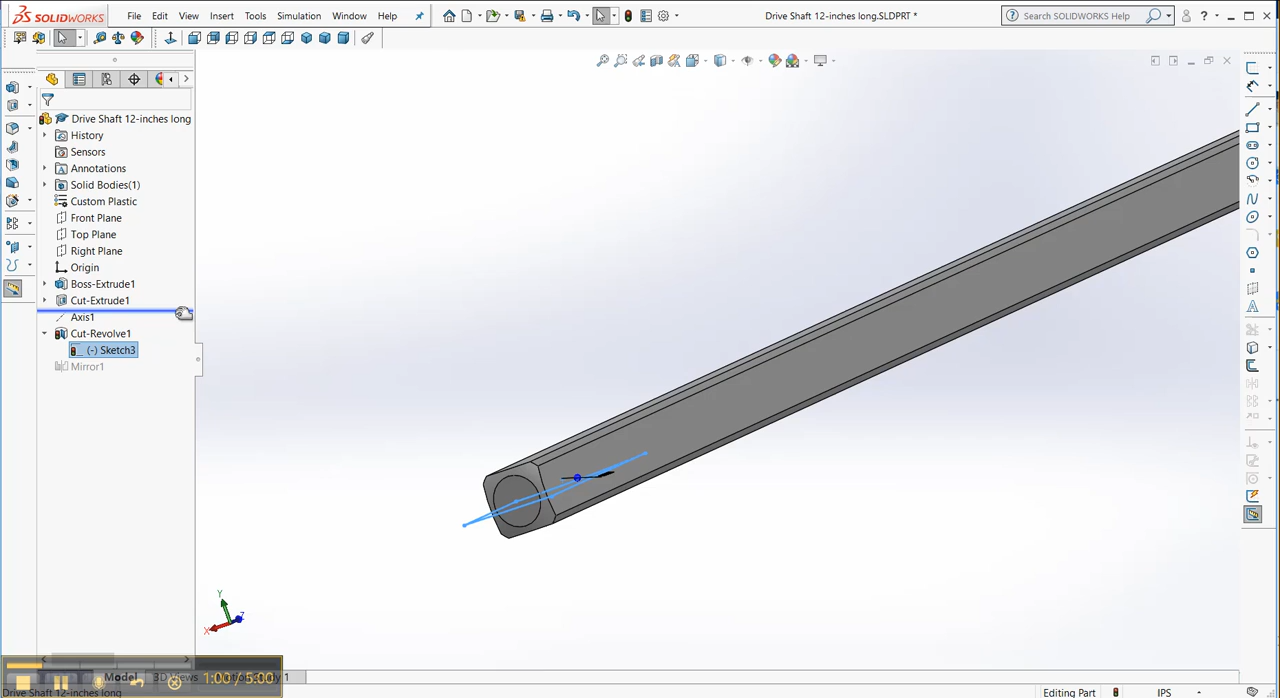 SOLIDWORKS File Edit View Insert Tools Simulation Window Help Drive Shaft 12-inches long.SLDPRT * Search SOLIDWORKS Help
Drive Shaft 12-inches long
History
Sensors
Annotations
Solid Bodies(1)
Custom Plastic
Front Plane
Top Plane
Right Plane
Origin
Boss-Extrude1
Cut-Extrude1
Axis1
Cut-Revolve1
(-) Sketch3
Mirror1
Y
Z
X
Model 3D Views 1
1:00 / 5:00
Drive Shaft 12-inches long Editing Part IPS